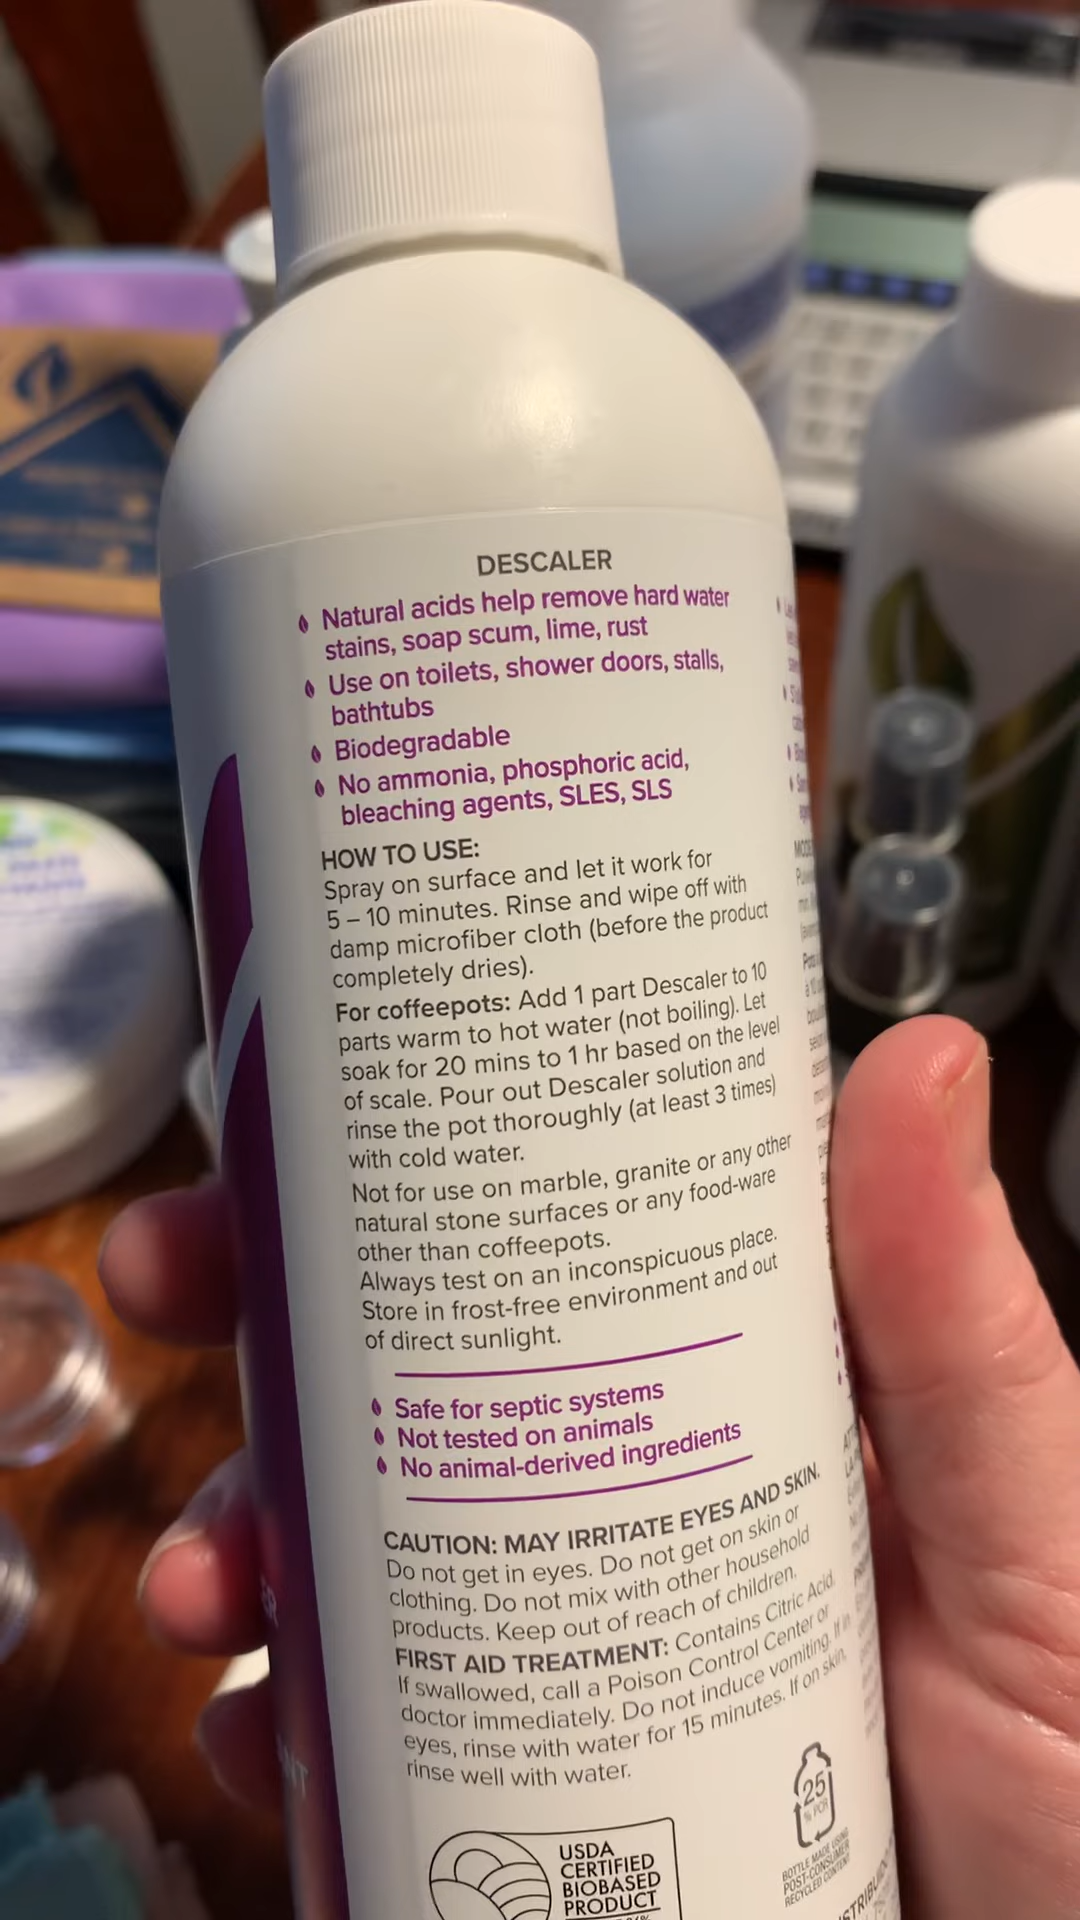 DESCALER
Natural acids help remove hard water
stains, soap scum, lime, rust
Use on toilets, shower doors, stalls,
bathtubs
Biodegradable
No ammonia, phosphoric acid,
bleaching agents, SLES, SLS
HOW TO USE:
Spray on surface and let it work for
5 – 10 minutes. Rinse and wipe off with
damp microfiber cloth (before the product
completely dries).
For coffeepots: Add 1 part Descaler to 10
parts warm to hot water (not boiling). Let
soak for 20 mins to 1 hr based on the level
of scale. Pour out Descaler solution and
rinse the pot thoroughly (at least 3 times)
with cold water.
Not for use on marble, granite or any other
natural stone surfaces or any food-ware
other than coffeepots.
Always test on an inconspicuous place.
Store in frost-free environment and out
of direct sunlight.
Safe for septic systems
Not tested on animals
No animal-derived ingredients
CAUTION: MAY IRRITATE EYES AND SKIN.
Do not get in eyes. Do not get on skin or
clothing. Do not mix with other household
products. Keep out of reach of children.
FIRST AID TREATMENT: Contains Citric Acid.
If swallowed, call a Poison Control Center or
doctor immediately. Do not induce vomiting. If in
eyes, rinse with water for 15 minutes. If on skin,
rinse well with water.
25
% PCR
BOTTLE MADE USING
POST-CONSUMER
RECYCLED CONTENT
USDA
CERTIFIED
BIOBASED
PRODUCT